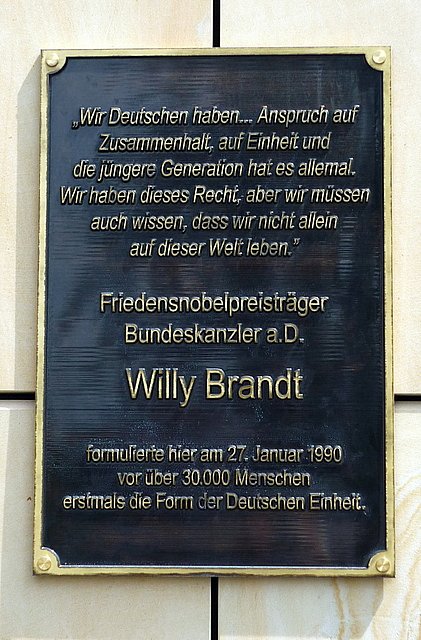 „Wir Deutschen haben... Anspruch auf
Zusammenhalt, auf Einheit und
die jüngere Generation hat es allemal.
Wir haben dieses Recht, aber wir müssen
auch wissen, dass wir nicht allein
auf dieser Welt leben.”
Friedensnobelpreisträger
Bundeskanzler a.D.
Willy Brandt
formulierte hier am 27. Januar 1990
vor über 30.000 Menschen
erstmals die Form der Deutschen Einheit.